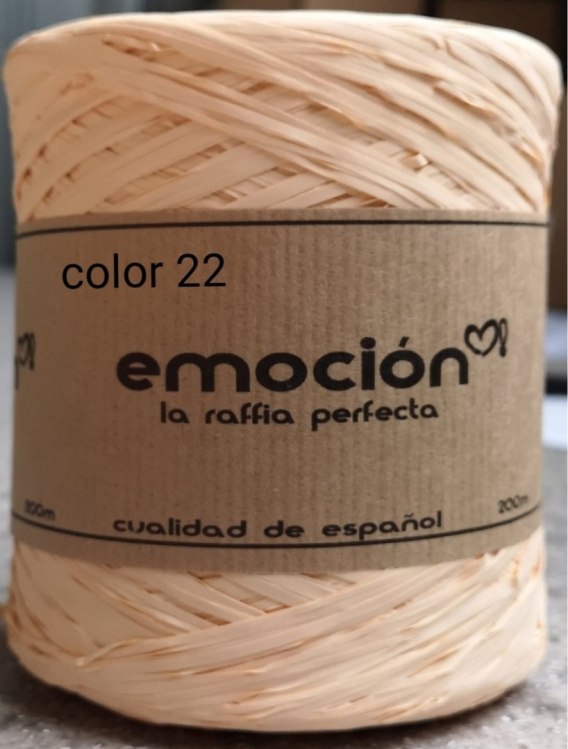 color 22
emoción
la raffia perfecta
200m
200m
cualidad de español